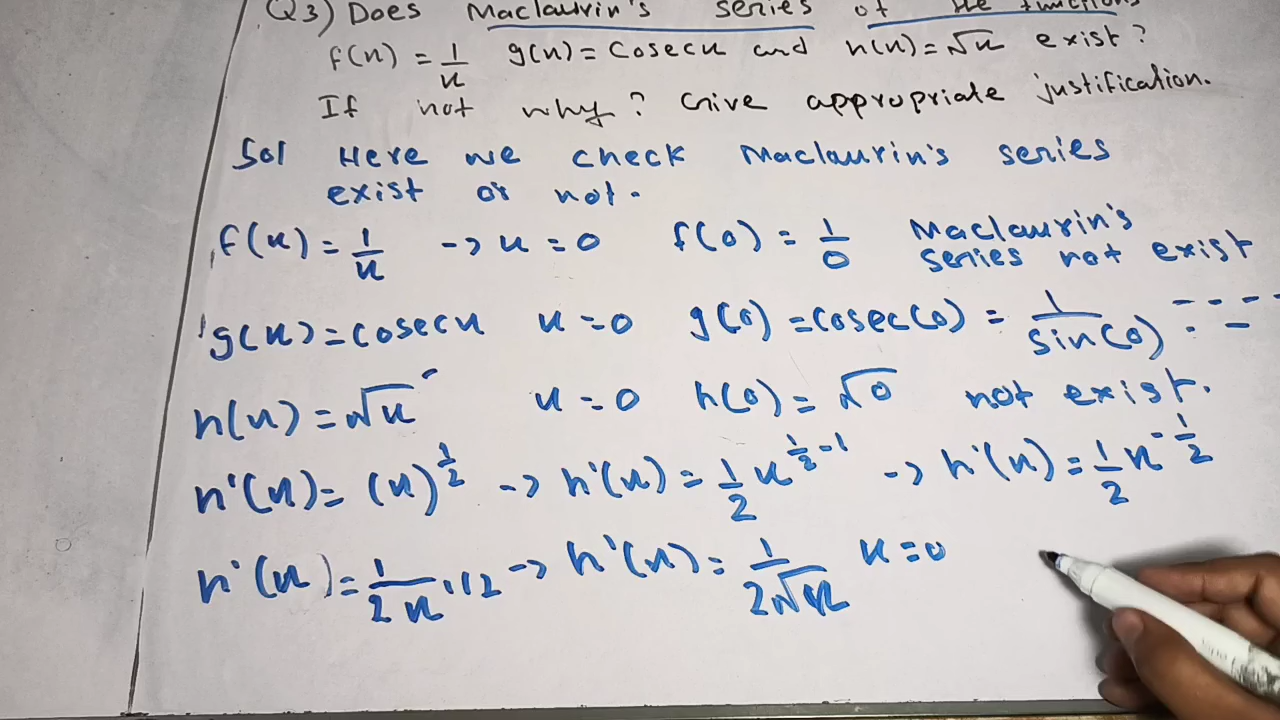 Q3) Does Maclaurin's series of the functions
f(x) = 1/x g(x) = Cosecx and h(x) = √x exist?
If not why? Give appropriate justification.
Sol Here we check Maclaurin's series
exist or not.
f(x) = 1/x → x = 0 f(0) = 1/0 Maclaurin's
series not exist
g(x) = cosecx x = 0 g(0) = cosec(0) = 1/sin(0) - - - -
h(x) = √x x = 0 h(0) = √0 not exist.
h'(x) = (x)^1/2 → h'(x) = 1/2 x^1/2-1 → h'(x) = 1/2 x^-1/2
h'(x) = 1/2x^1/2 → h'(x) = 1/2√x x = 0